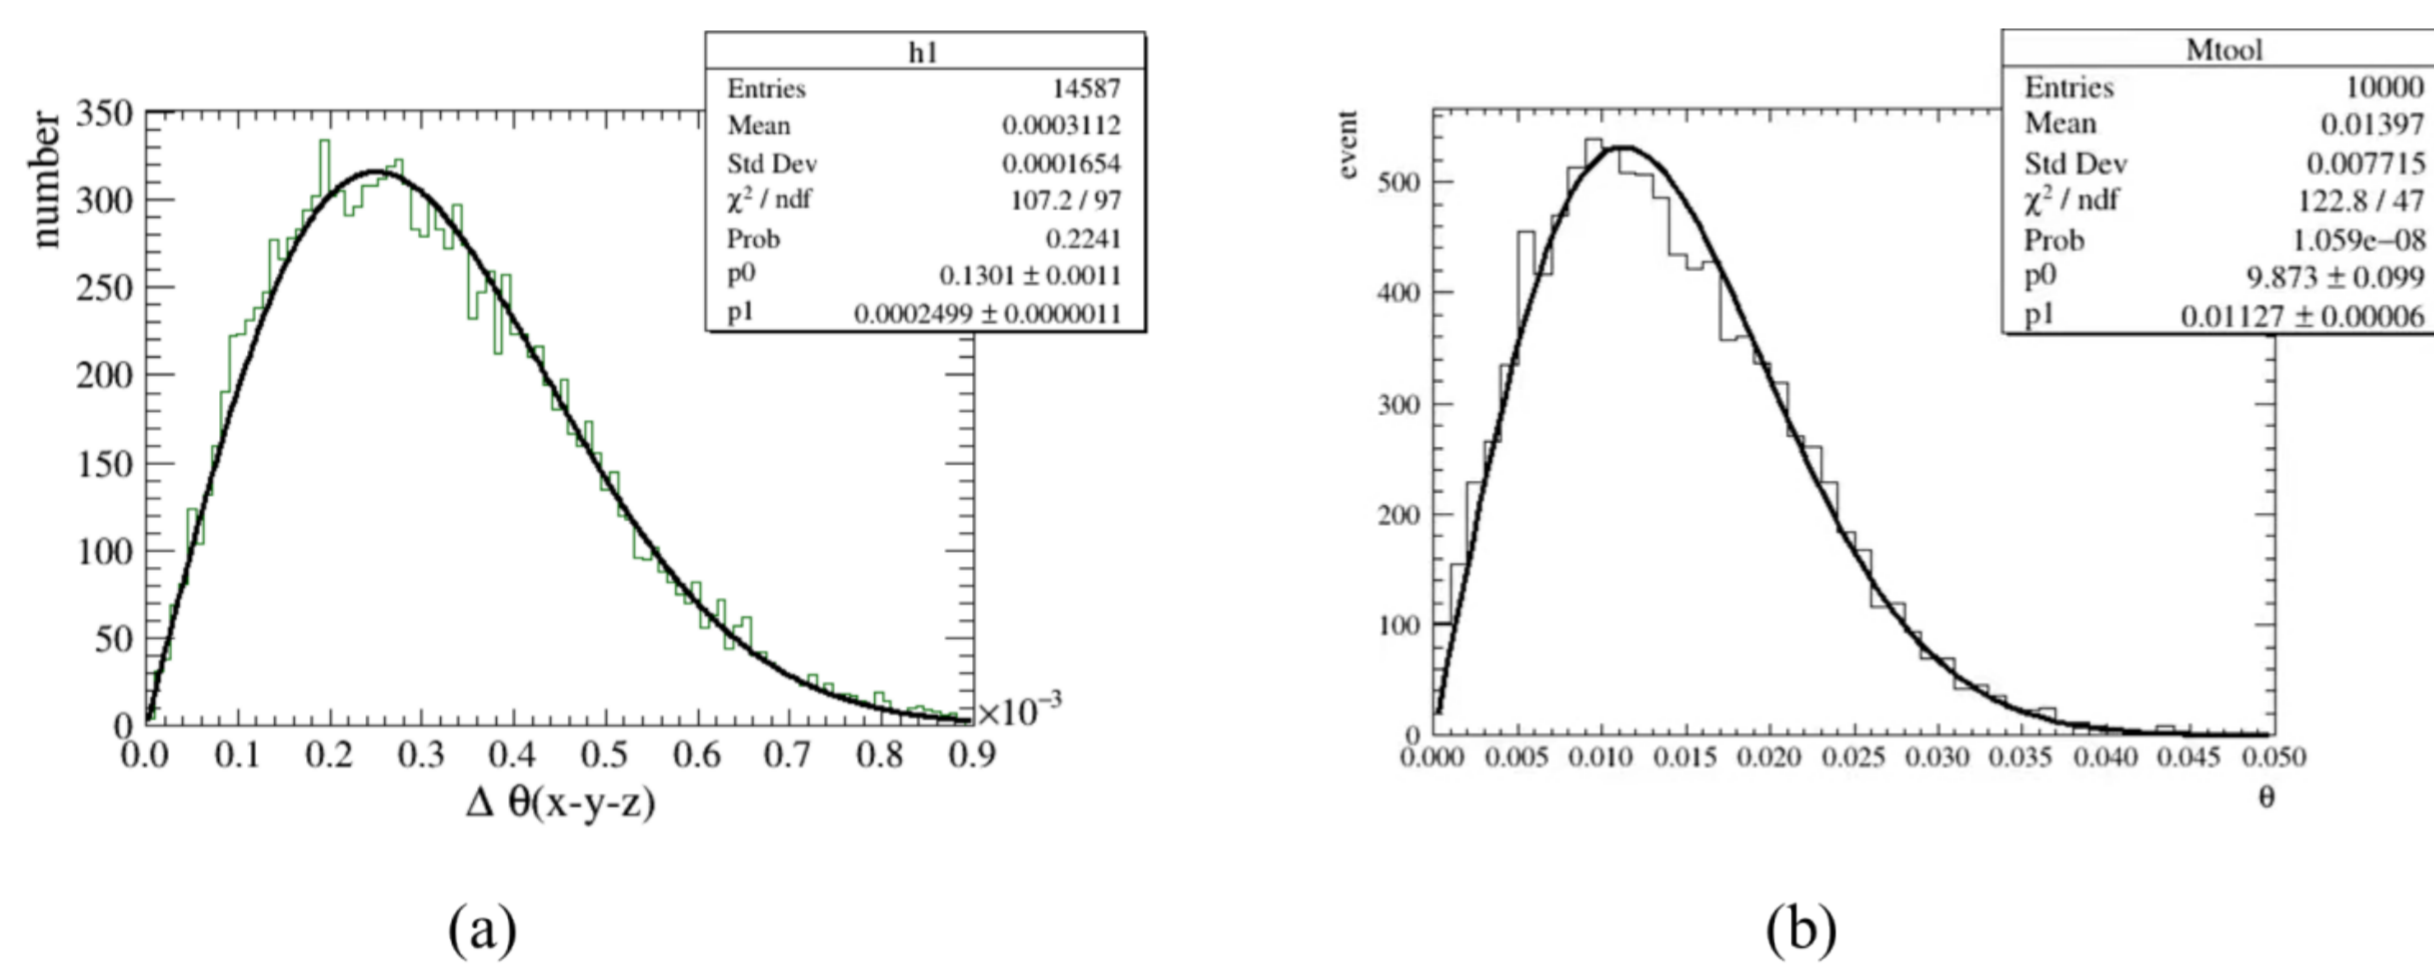 h1
Entries 14587
Mean 0.0003112
Std Dev 0.0001654
χ² / ndf 107.2 / 97
Prob 0.2241
p0 0.1301 ± 0.0011
p1 0.0002499 ± 0.0000011
number
350
300
250
200
150
100
50
0
0.0 0.1 0.2 0.3 0.4 0.5 0.6 0.7 0.8 0.9
×10⁻³
Δ θ(x-y-z)
(a)
Mtool
Entries 10000
Mean 0.01397
Std Dev 0.007715
χ² / ndf 122.8 / 47
Prob 1.059e−08
p0 9.873 ± 0.099
p1 0.01127 ± 0.00006
event
500
400
300
200
100
0
0.000 0.005 0.010 0.015 0.020 0.025 0.030 0.035 0.040 0.045 0.050
θ
(b)